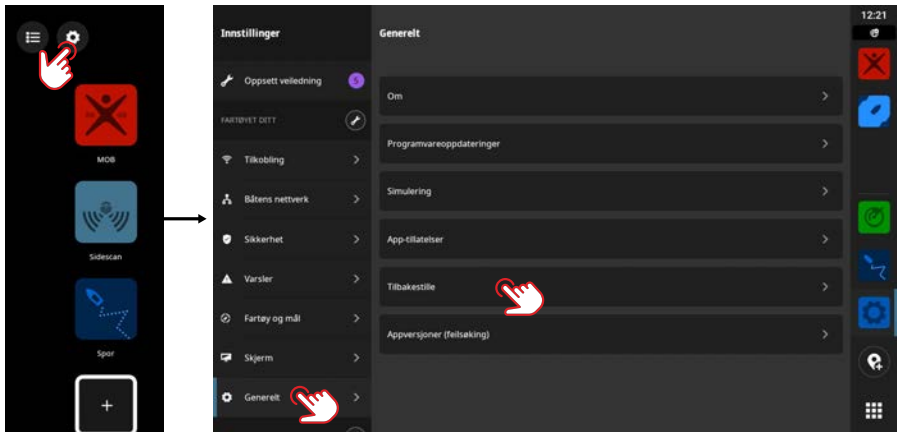 MOB
Sidescan
Spor
+
Innstillinger
Oppsett veiledning
5
FARTØYET DITT
Tilkobling
Båtens nettverk
Sikkerhet
Varsler
Fartøy og mål
Skjerm
Generelt
Generelt
Om
Programvareoppdateringer
Simulering
App-tillatelser
Tilbakestille
Appversjoner (feilsøking)
12:21